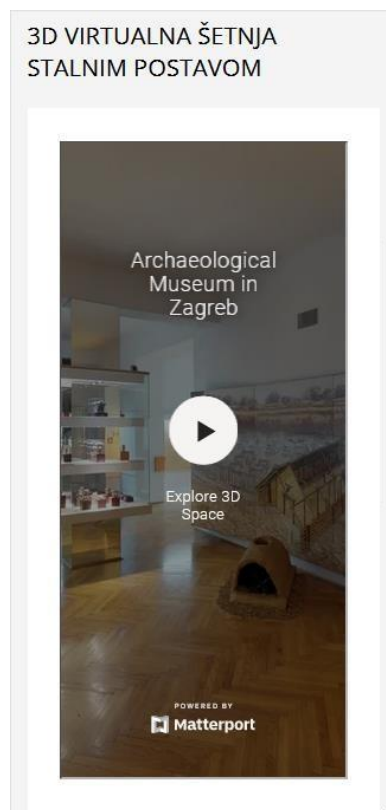 3D VIRTUALNA ŠETNJA
STALNIM POSTAVOM
Archaeological
Museum in
Zagreb
Explore 3D
Space
POWERED BY
Matterport